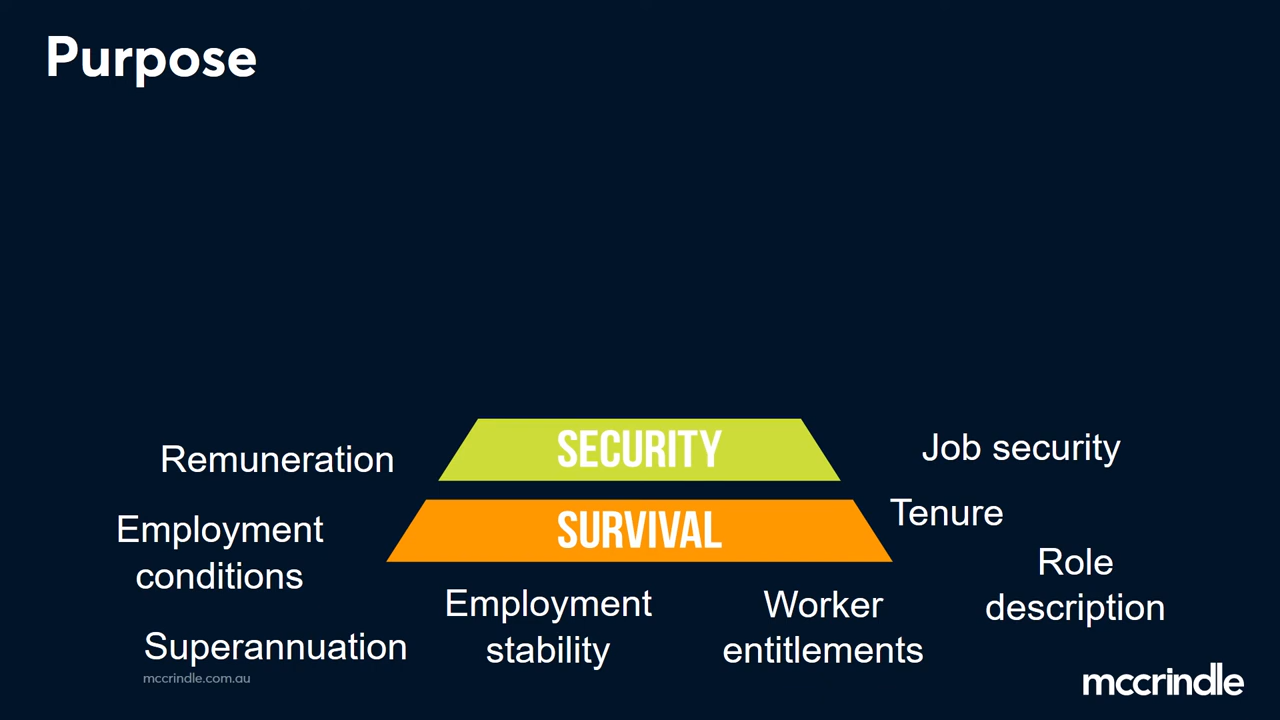 Purpose
SECURITY
SURVIVAL
Remuneration
Employment
conditions
Superannuation
Employment
stability
Worker
entitlements
Job security
Tenure
Role
description
mccrindle.com.au
mccrindle